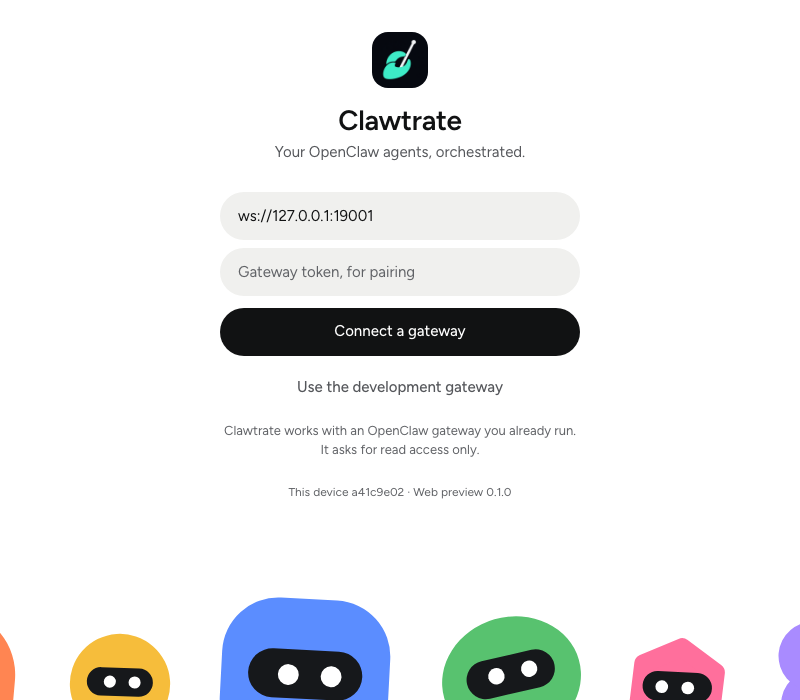 Clawtrate
Your OpenClaw agents, orchestrated.
ws://127.0.0.1:19001
Gateway token, for pairing
Connect a gateway
Use the development gateway
Clawtrate works with an OpenClaw gateway you already run.
It asks for read access only.
This device a41c9e02 · Web preview 0.1.0